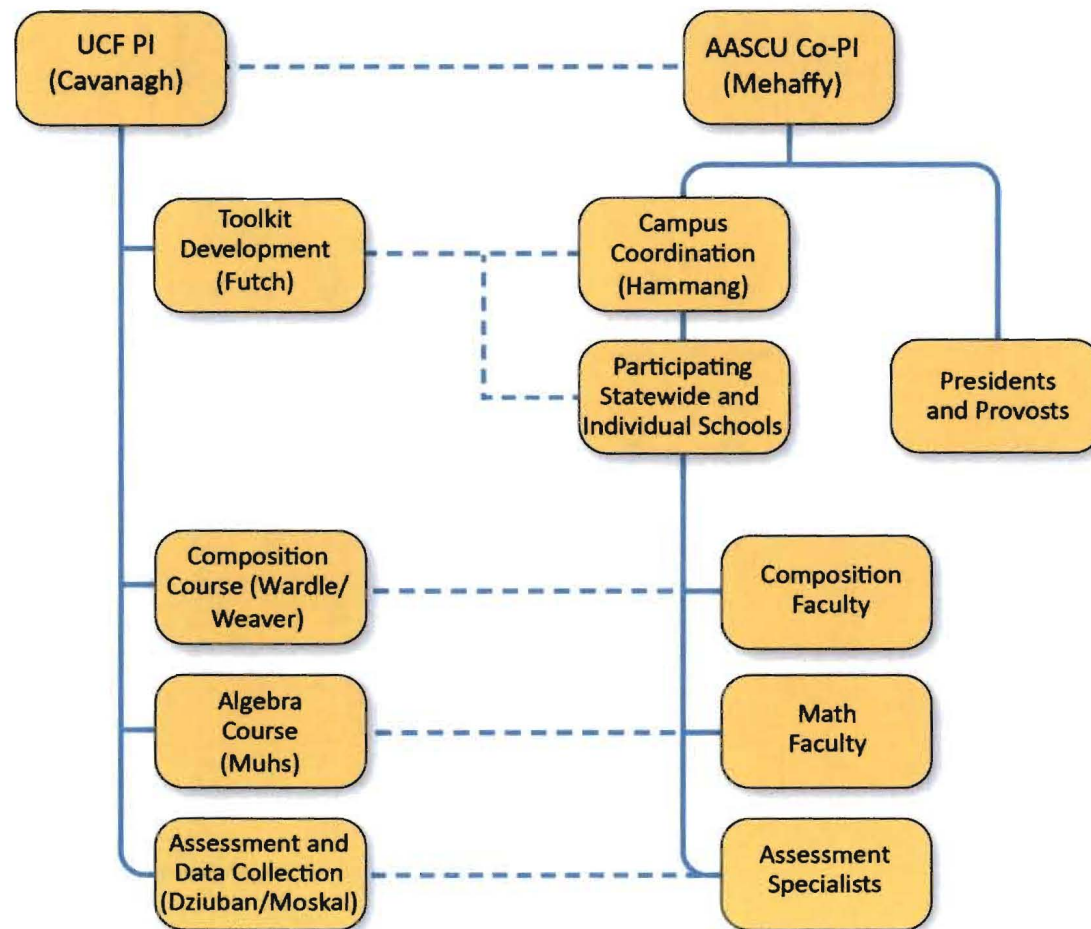 UCF PI
(Cavanagh)
AASCU Co-PI
(Mehaffy)
Toolkit
Development
(Futch)
Campus
Coordination
(Hammang)
Participating
Statewide and
Individual Schools
Presidents
and Provosts
Composition
Course (Wardle/
Weaver)
Composition
Faculty
Algebra
Course
(Muhs)
Math
Faculty
Assessment and
Data Collection
(Dziuban/Moskal)
Assessment
Specialists